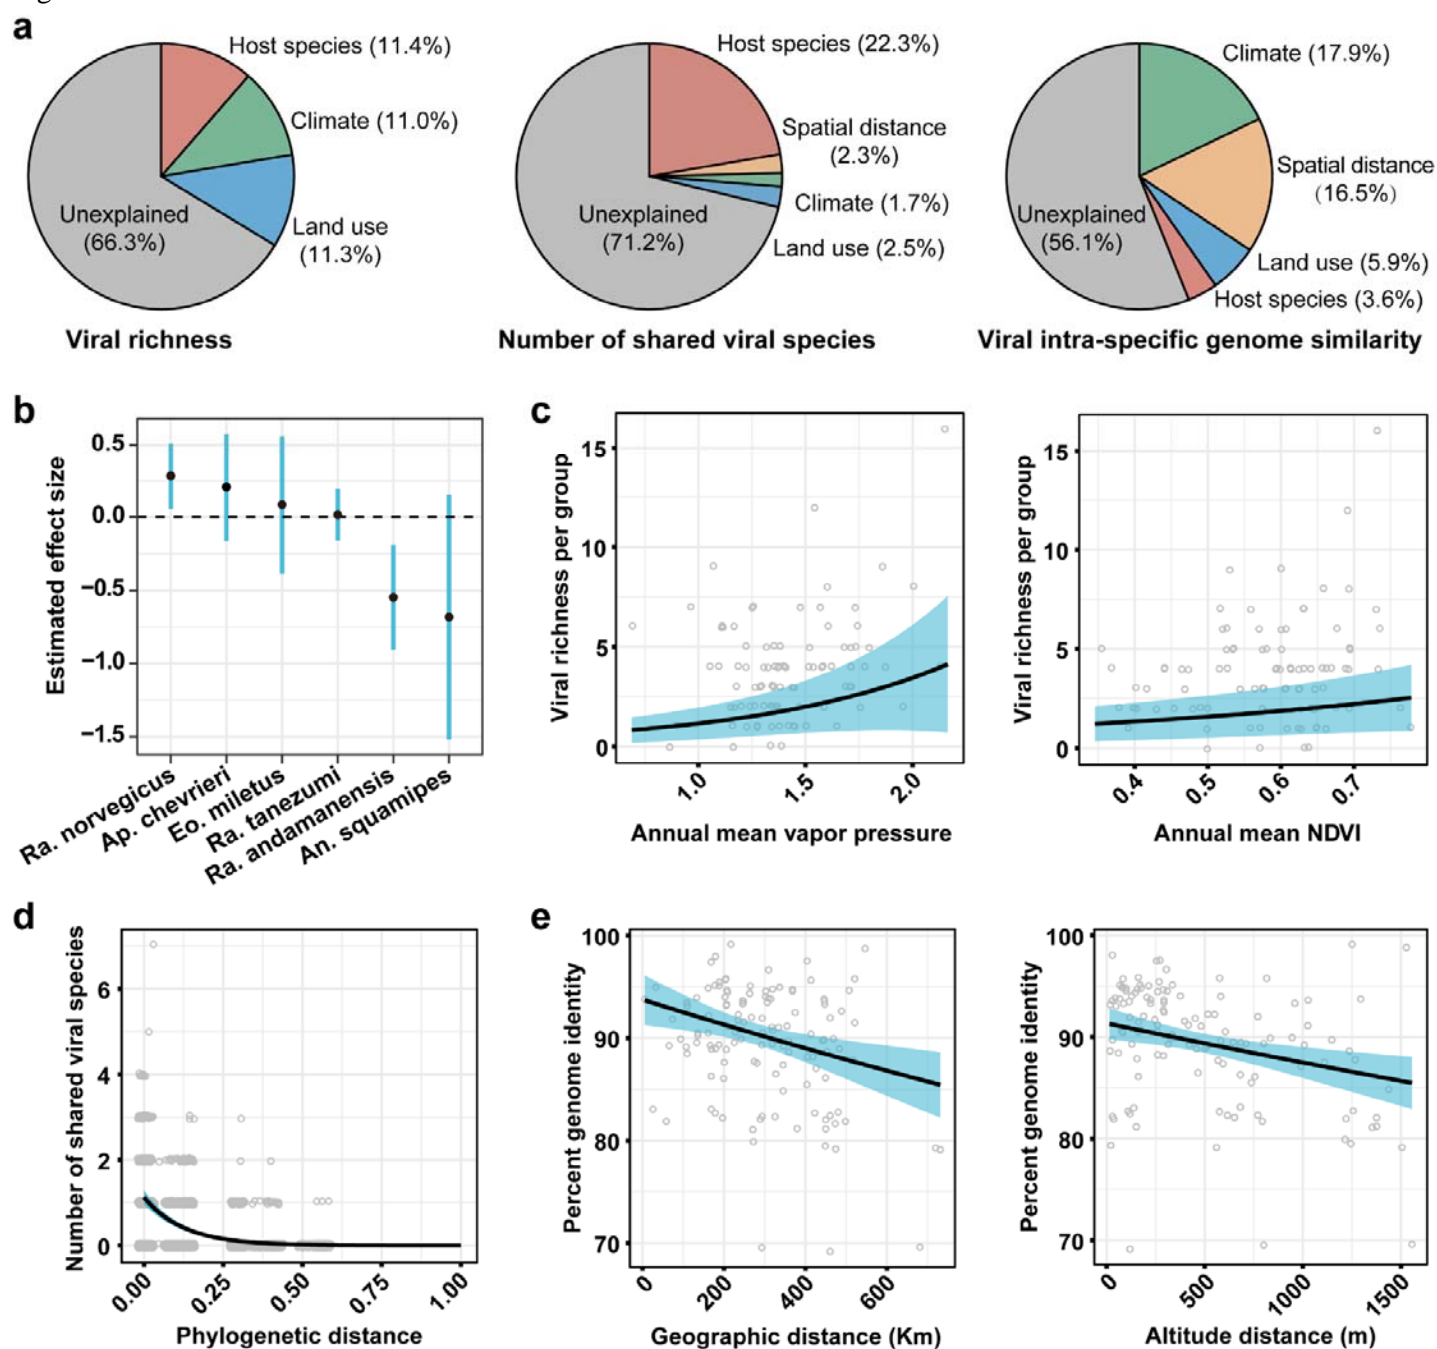 a
Host species (11.4%)
Climate (11.0%)
Land use
(11.3%)
Unexplained
(66.3%)
Viral richness
Host species (22.3%)
Spatial distance
(2.3%)
Climate (1.7%)
Land use (2.5%)
Unexplained
(71.2%)
Number of shared viral species
Climate (17.9%)
Spatial distance
(16.5%)
Land use (5.9%)
Host species (3.6%)
Unexplained
(56.1%)
Viral intra-specific genome similarity
b
Estimated effect size
0.5
0.0
−0.5
−1.0
−1.5
Ra. norvegicus
Ap. chevrieri
Eo. miletus
Ra. tanezumi
Ra. andamanensis
An. squamipes
c
Viral richness per group
15
10
5
0
1.0
1.5
2.0
Annual mean vapor pressure
Viral richness per group
15
10
5
0
0.4
0.5
0.6
0.7
Annual mean NDVI
d
Number of shared viral species
6
4
2
0
0.00
0.25
0.50
0.75
1.00
Phylogenetic distance
e
Percent genome identity
100
90
80
70
0
200
400
600
Geographic distance (Km)
Percent genome identity
100
90
80
70
0
500
1000
1500
Altitude distance (m)